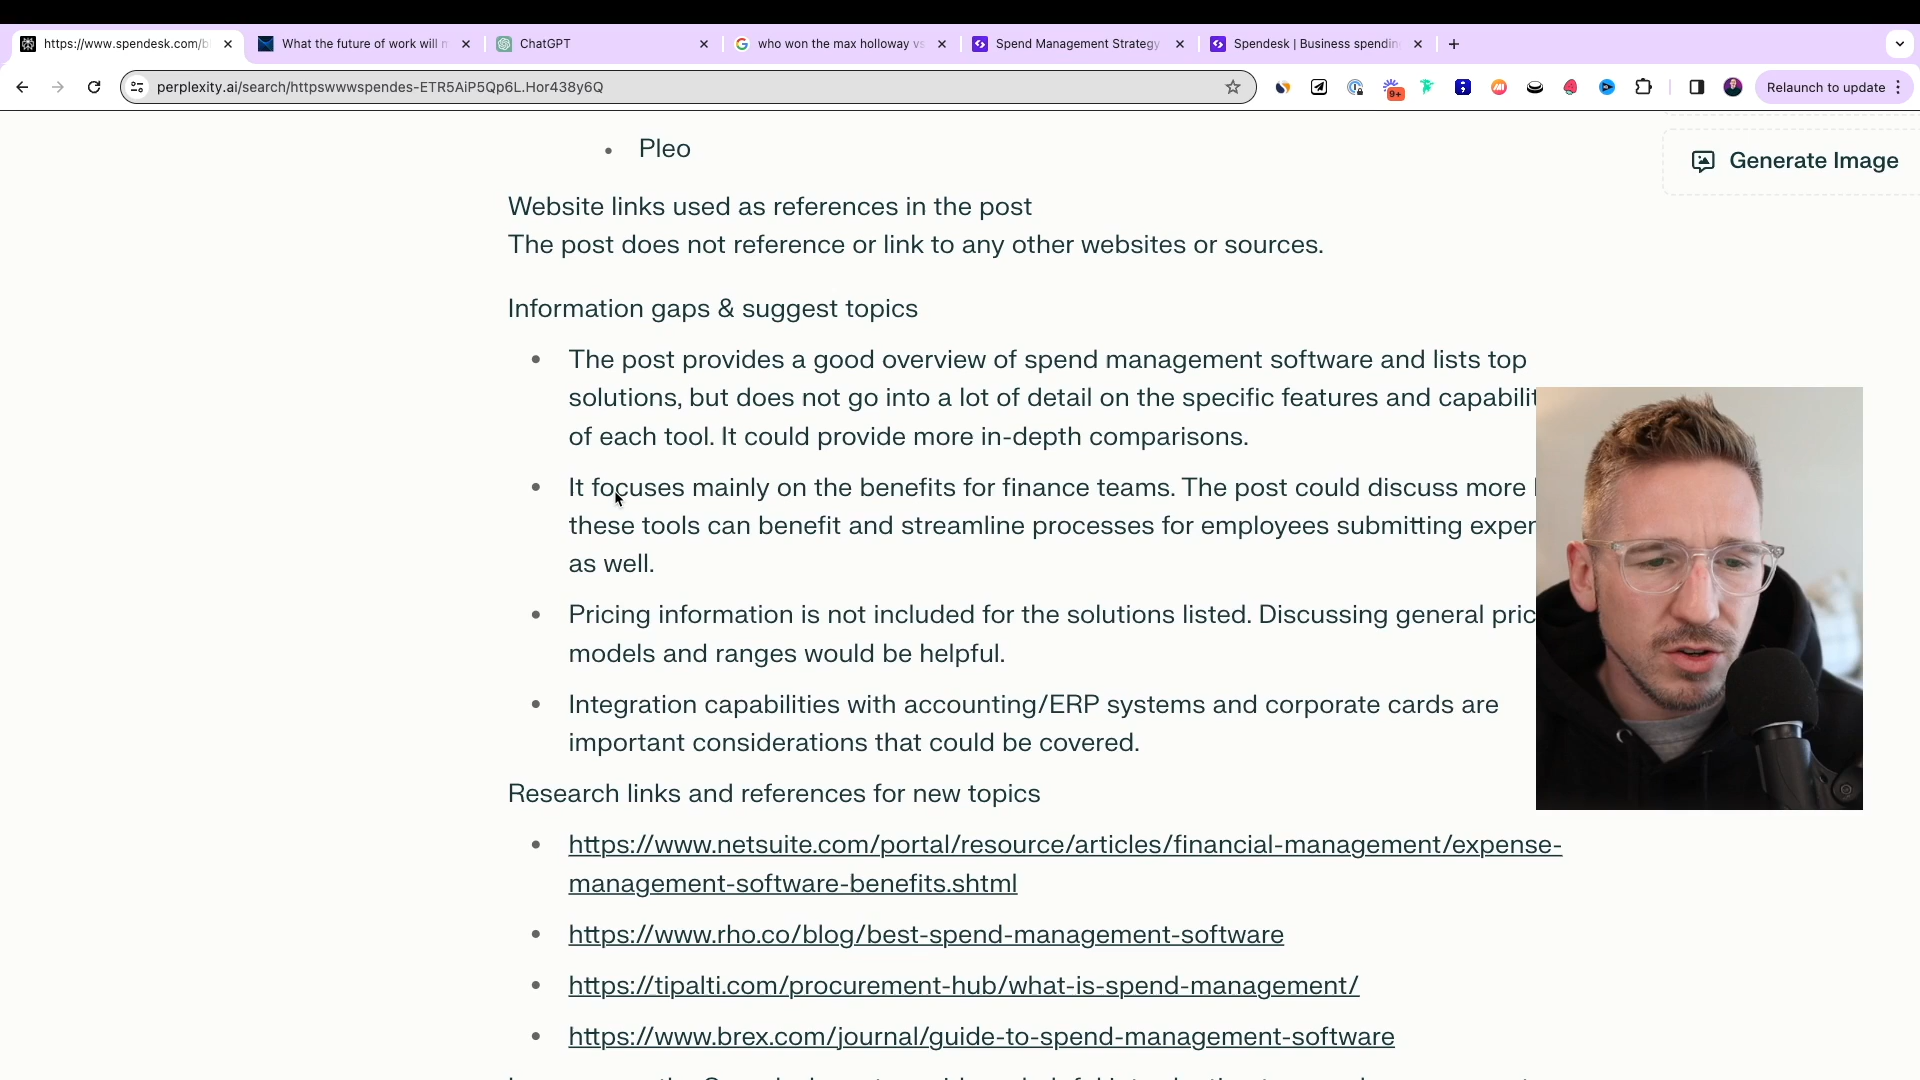 https://www.spendesk.com/b
What the future of work will
ChatGPT
who won the max holloway vs
Spend Management Strategy
Spendesk | Business spendin
perplexity.ai/search/httpswwwspendes-ETR5AiP5Qp6L.Hor438y6Q
9+
Relaunch to update
Generate Image
• Pleo
Website links used as references in the post
The post does not reference or link to any other websites or sources.
Information gaps & suggest topics
• The post provides a good overview of spend management software and lists top
solutions, but does not go into a lot of detail on the specific features and capabilit
of each tool. It could provide more in-depth comparisons.
• It focuses mainly on the benefits for finance teams. The post could discuss more
these tools can benefit and streamline processes for employees submitting exper
as well.
• Pricing information is not included for the solutions listed. Discussing general pric
models and ranges would be helpful.
• Integration capabilities with accounting/ERP systems and corporate cards are
important considerations that could be covered.
Research links and references for new topics
• https://www.netsuite.com/portal/resource/articles/financial-management/expense-
management-software-benefits.shtml
• https://www.rho.co/blog/best-spend-management-software
• https://tipalti.com/procurement-hub/what-is-spend-management/
• https://www.brex.com/journal/guide-to-spend-management-software